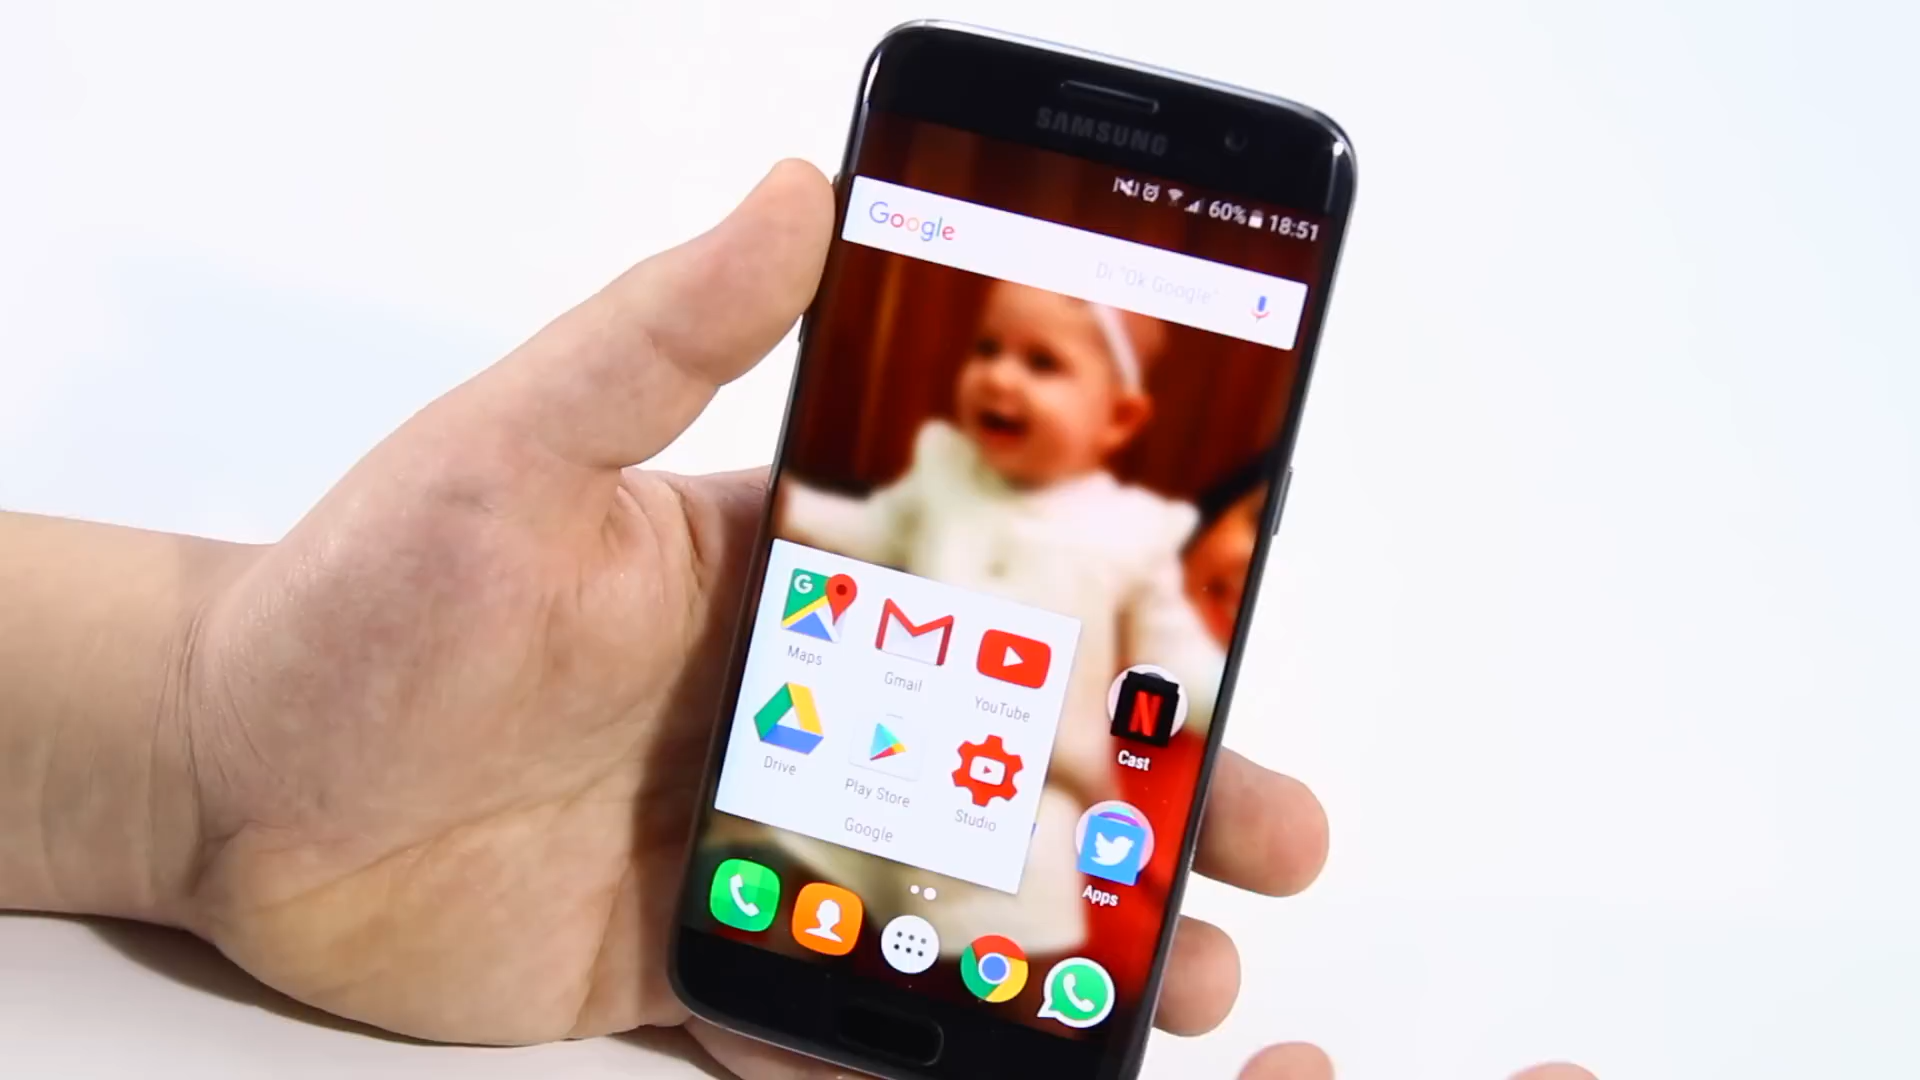 SAMSUNG
60% 18:51
Google
Di "Ok Google"
G
Maps
Gmail
YouTube
Drive
Play Store
Studio
Google
N
Cast
Apps